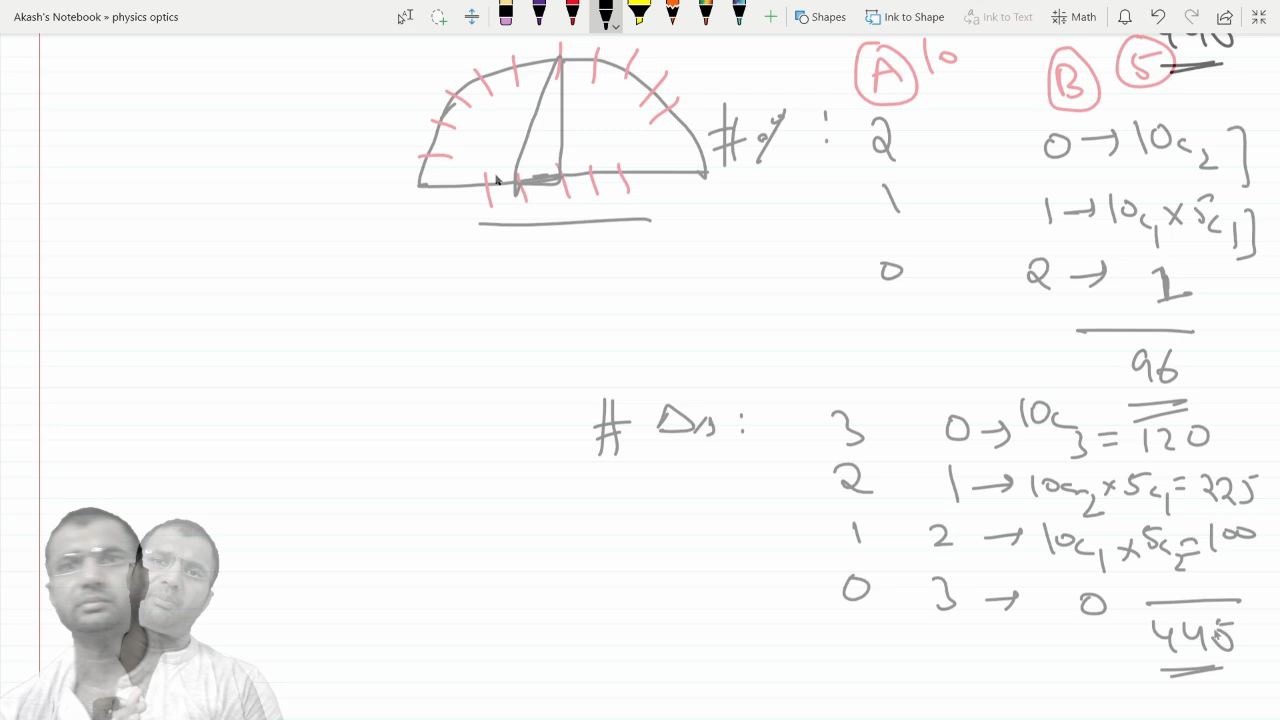 Akash's Notebook » physics optics
Shapes
Ink to Shape
Ink to Text
Math
A 10 B 5
2 0 → 10c2
1 1 → 10c1 × 5c1
0 2 → 1
96
# Δs : 3 0 → 10c3 = 120
2 1 → 10c2 × 5c1 = 225
1 2 → 10c1 × 5c2 = 100
0 3 → 0
445